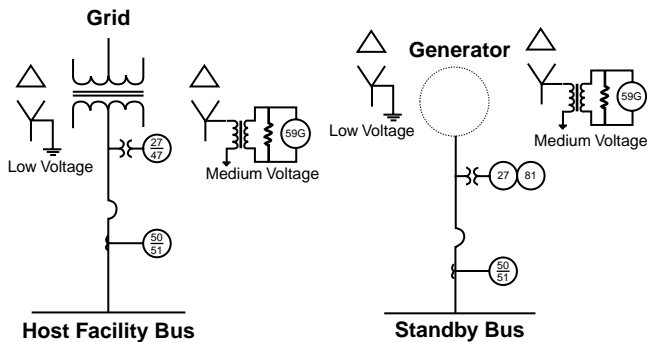 Grid
Low Voltage
27
47
59G
Medium Voltage
50
51
Host Facility Bus
Generator
Low Voltage
59G
Medium Voltage
27
81
50
51
Standby Bus